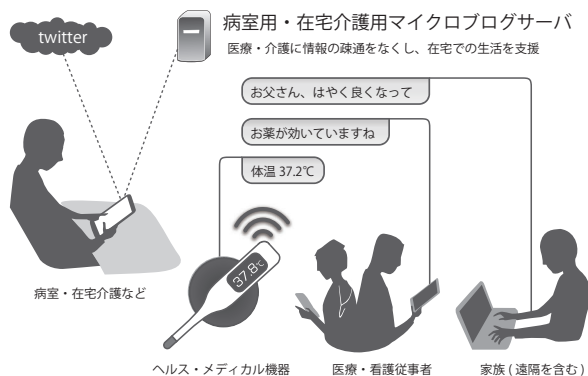 twitter
病室用・在宅介護用マイクロブログサーバ
医療・介護に情報の疎通をなくし、在宅での生活を支援
お父さん、はやく良くなって
お薬が効いていますね
体温 37.2℃
37.8℃
病室・在宅介護など
ヘルス・メディカル機器
医療・看護従事者
家族 ( 遠隔を含む )